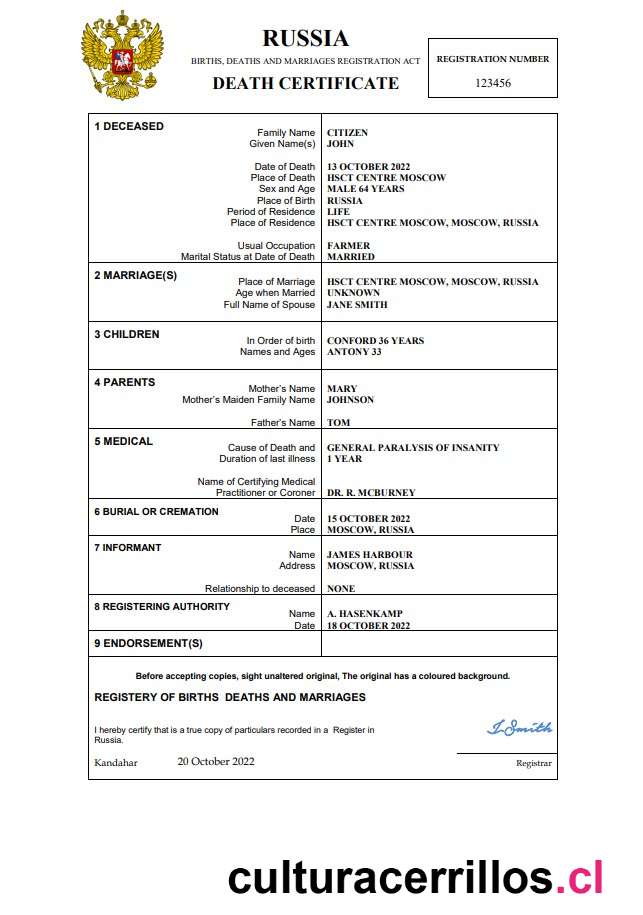 RUSSIA
BIRTHS, DEATHS AND MARRIAGES REGISTRATION ACT
DEATH CERTIFICATE
REGISTRATION NUMBER
123456
1 DECEASED
Family Name CITIZEN
Given Name(s) JOHN
Date of Death 13 OCTOBER 2022
Place of Death HSCT CENTRE MOSCOW
Sex and Age MALE 64 YEARS
Place of Birth RUSSIA
Period of Residence LIFE
Place of Residence HSCT CENTRE MOSCOW, MOSCOW, RUSSIA
Usual Occupation FARMER
Marital Status at Date of Death MARRIED
2 MARRIAGE(S)
Place of Marriage HSCT CENTRE MOSCOW, MOSCOW, RUSSIA
Age when Married UNKNOWN
Full Name of Spouse JANE SMITH
3 CHILDREN
In Order of birth CONFORD 36 YEARS
Names and Ages ANTONY 33
4 PARENTS
Mother's Name MARY
Mother's Maiden Family Name JOHNSON
Father's Name TOM
5 MEDICAL
Cause of Death and GENERAL PARALYSIS OF INSANITY
Duration of last illness 1 YEAR
Name of Certifying Medical
Practitioner or Coroner DR. R. MCBURNEY
6 BURIAL OR CREMATION
Date 15 OCTOBER 2022
Place MOSCOW, RUSSIA
7 INFORMANT
Name JAMES HARBOUR
Address MOSCOW, RUSSIA
Relationship to deceased NONE
8 REGISTERING AUTHORITY
Name A. HASENKAMP
Date 18 OCTOBER 2022
9 ENDORSEMENT(S)
Before accepting copies, sight unaltered original, The original has a coloured background.
REGISTERY OF BIRTHS DEATHS AND MARRIAGES
I hereby certify that is a true copy of particulars recorded in a Register in
Russia.
I Smith
Kandahar 20 October 2022 Registrar
culturacerrillos.cl